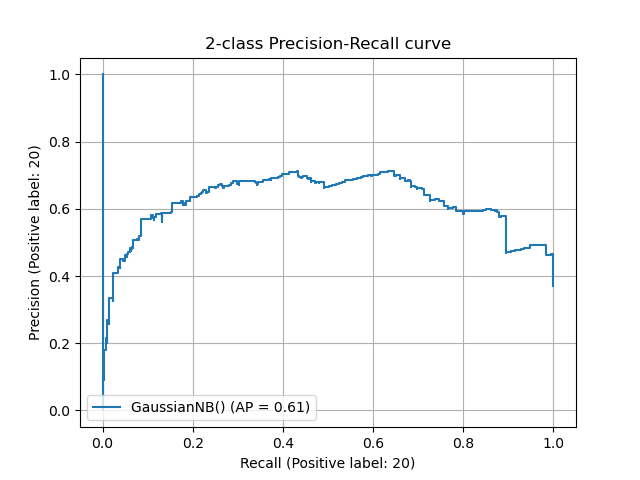 2-class Precision-Recall curve
Precision (Positive label: 20)
1.0
0.8
0.6
0.4
0.2
0.0
GaussianNB() (AP = 0.61)
0.0 0.2 0.4 0.6 0.8 1.0
Recall (Positive label: 20)